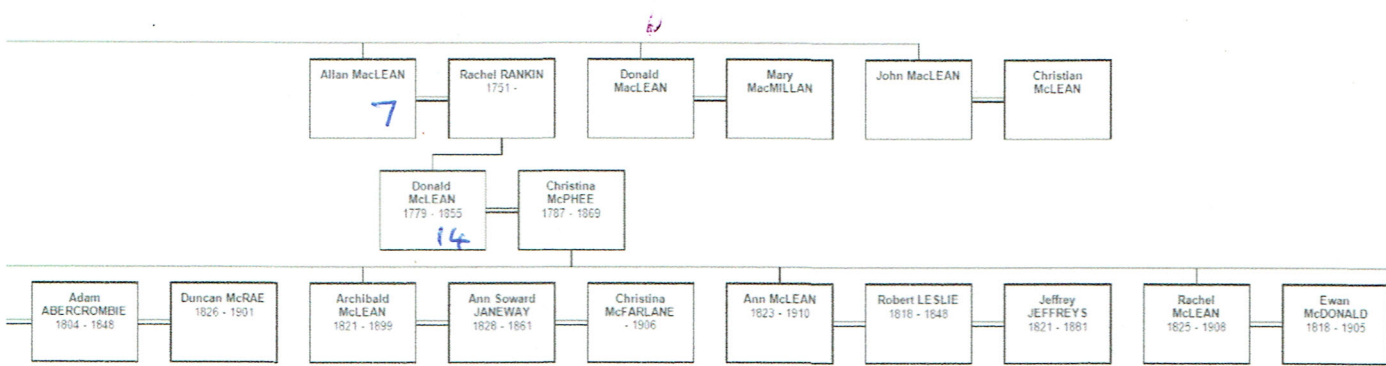 Allan MacLEAN
7
Rachel RANKIN
1751 -
Donald
MacLEAN
Mary
MacMILLAN
John MacLEAN
Christian
McLEAN
Donald
McLEAN
1779 - 1855
14
Christina
McPHEE
1787 - 1869
Adam
ABERCROMBIE
1804 - 1848
Duncan McRAE
1826 - 1901
Archibald
McLEAN
1821 - 1899
Ann Soward
JANEWAY
1828 - 1861
Christina
McFARLANE
- 1906
Ann McLEAN
1823 - 1910
Robert LESLIE
1818 - 1848
Jeffrey
JEFFREYS
1821 - 1881
Rachel
McLEAN
1825 - 1908
Ewan
McDONALD
1818 - 1905